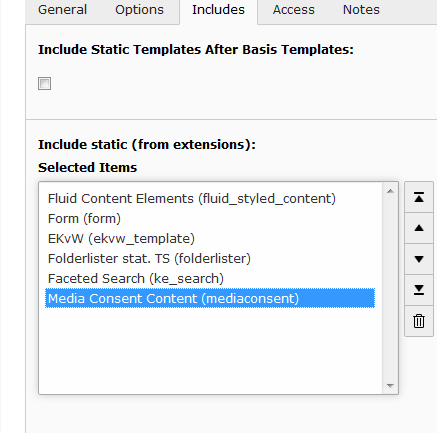 General Options Includes Access Notes
Include Static Templates After Basis Templates:
Include static (from extensions):
Selected Items
Fluid Content Elements (fluid_styled_content)
Form (form)
EKvW (ekvw_template)
Folderlister stat. TS (folderlister)
Faceted Search (ke_search)
Media Consent Content (mediaconsent)